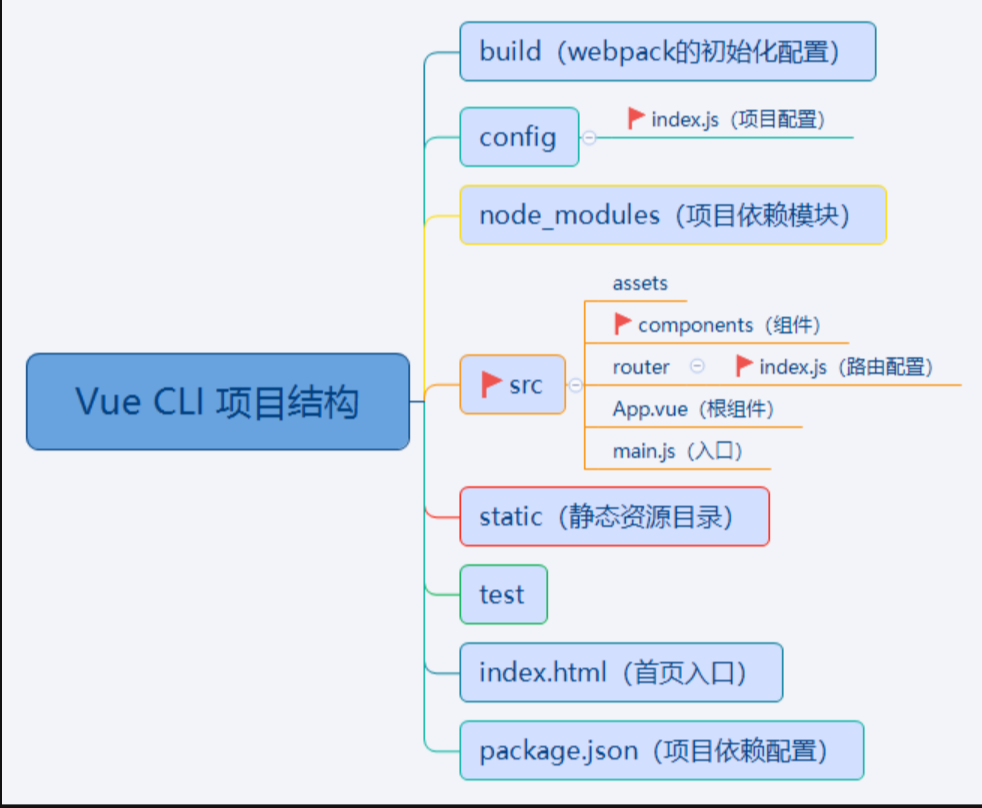 build（webpack的初始化配置）
config
index.js（项目配置）
node_modules（项目依赖模块）
assets
components（组件）
src
router
index.js（路由配置）
App.vue（根组件）
main.js（入口）
Vue CLI 项目结构
static（静态资源目录）
test
index.html（首页入口）
package.json（项目依赖配置）